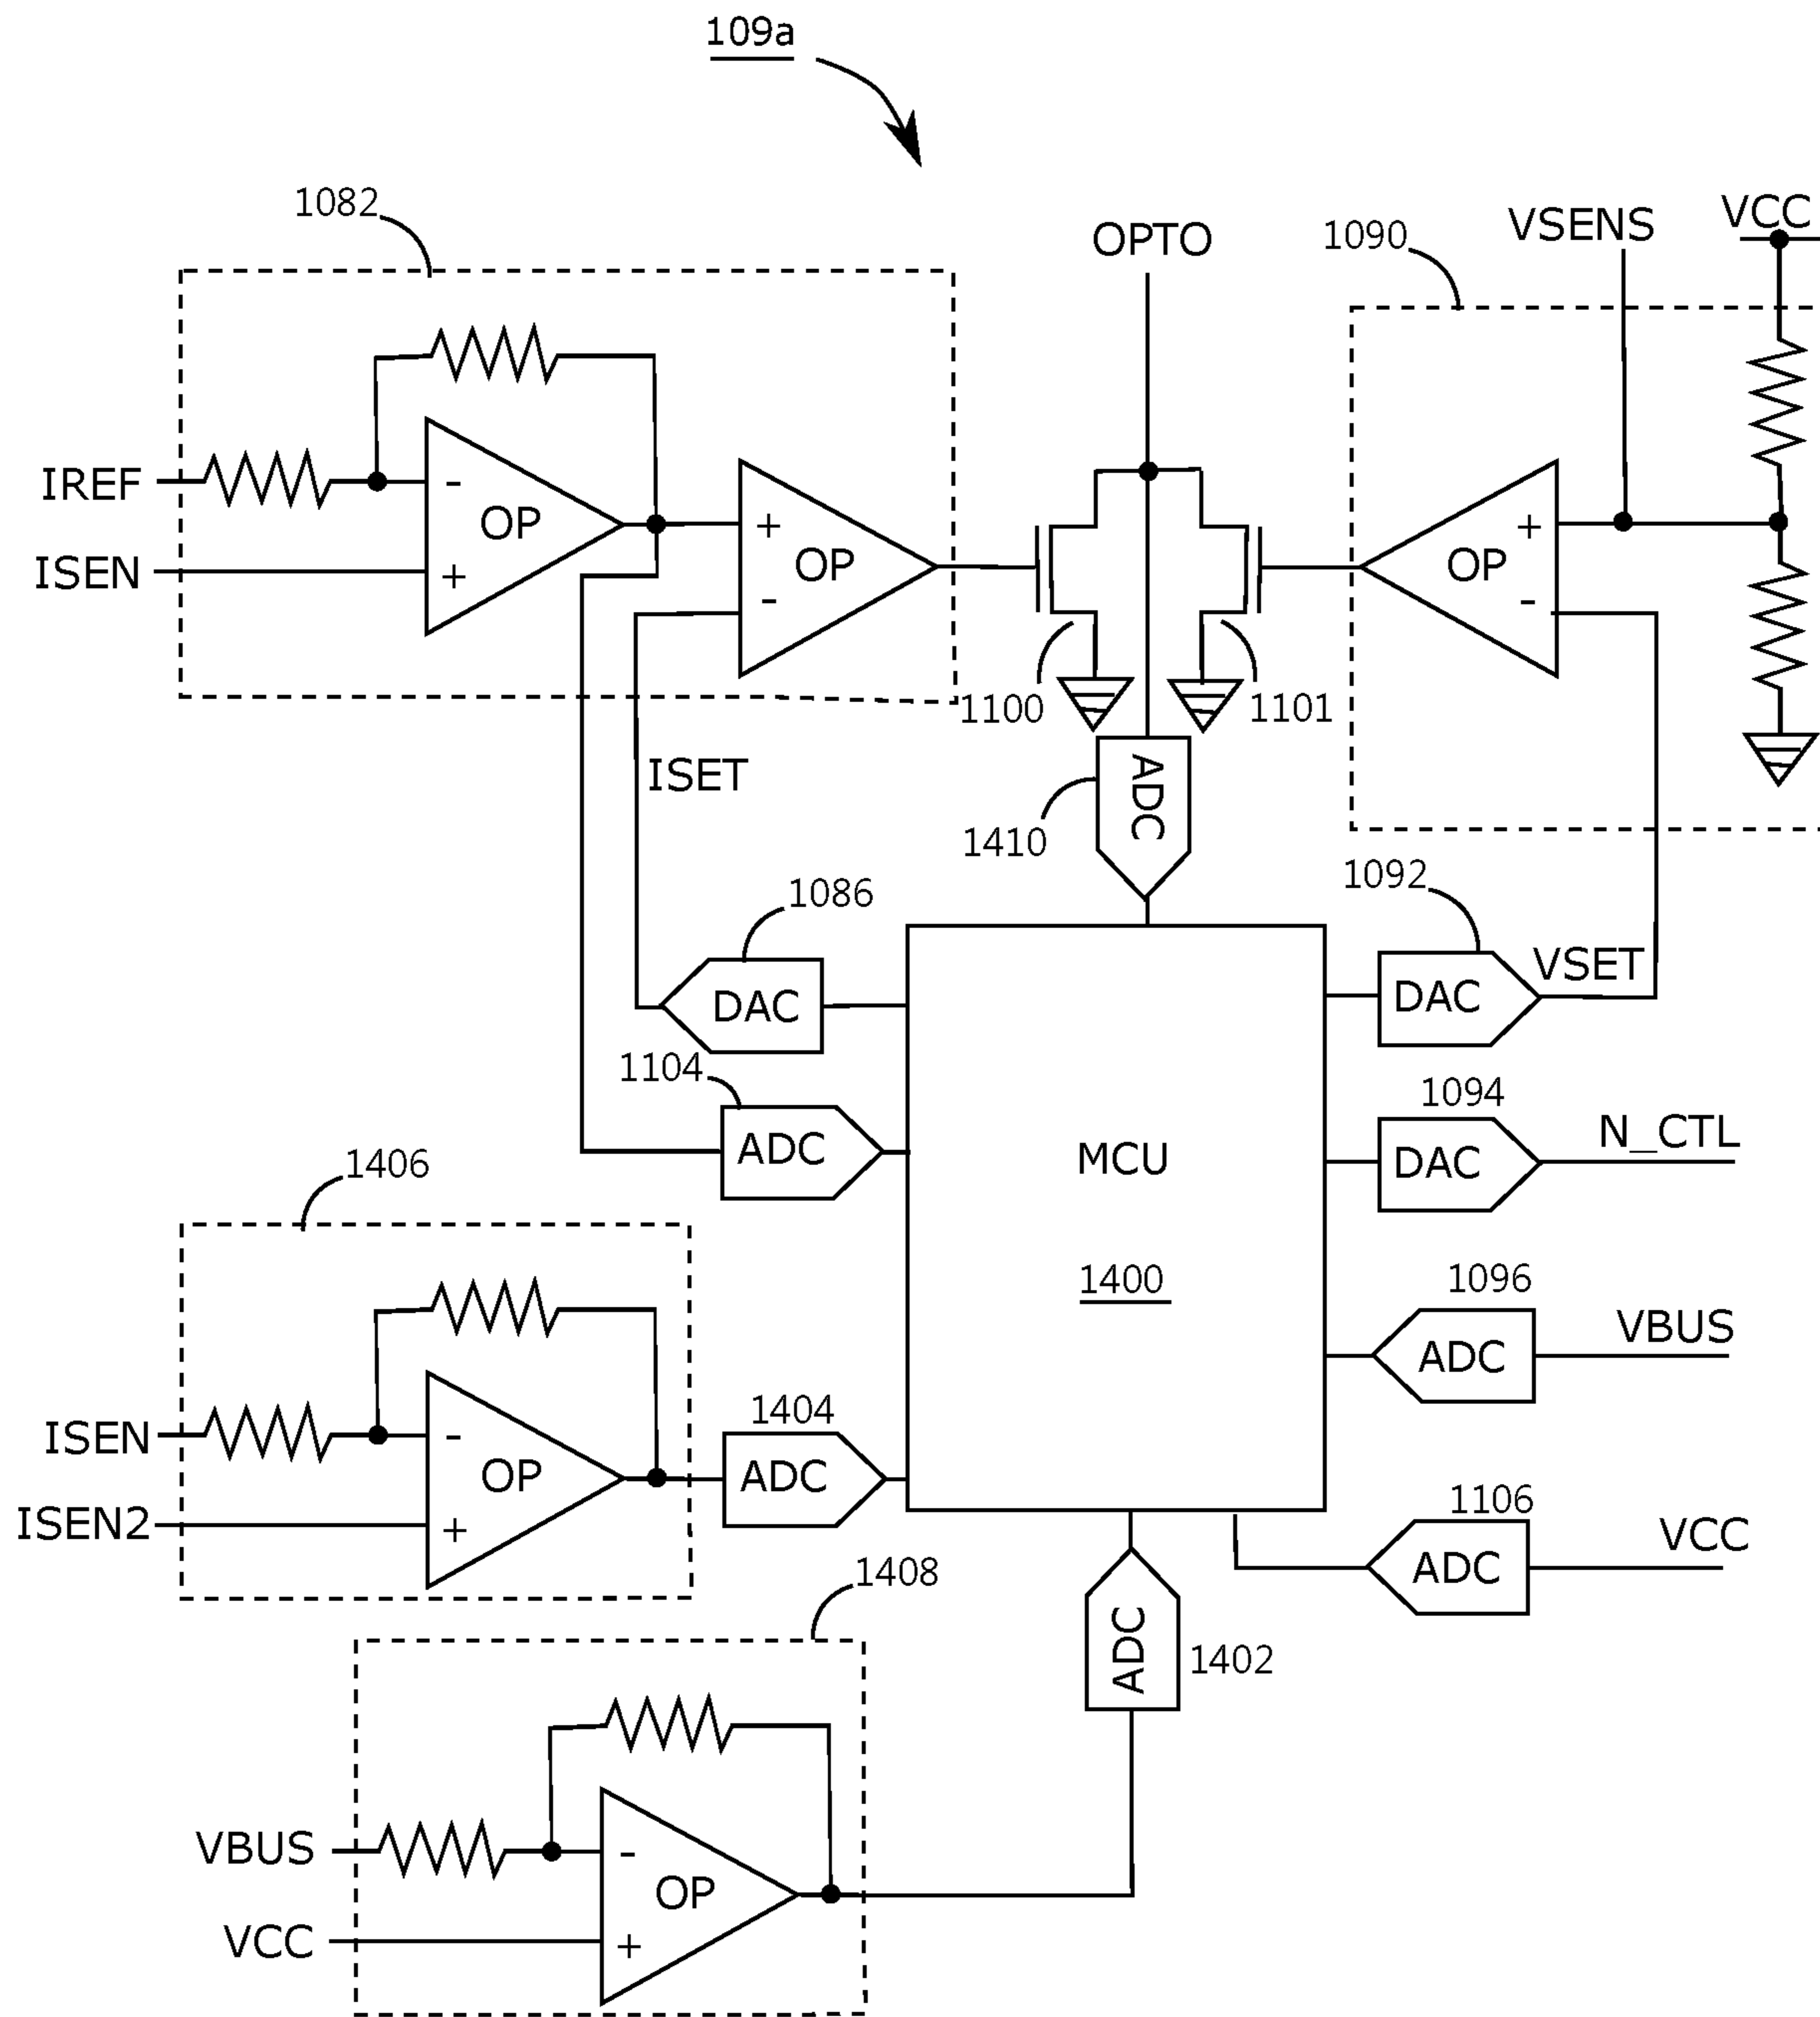 109a
1082
OPTO
1090
VSENS
VCC
IREF
-
OP
+
ISEN
+
OP
-
+
OP
-
1100
1101
ISET
ADC
1410
1086
DAC
1092
DAC
VSET
1104
ADC
MCU
1400
1094
DAC
N_CTL
1406
1096
ADC
VBUS
ISEN
-
OP
ISEN2
+
1404
ADC
1106
ADC
VCC
1408
ADC
1402
VBUS
-
OP
VCC
+